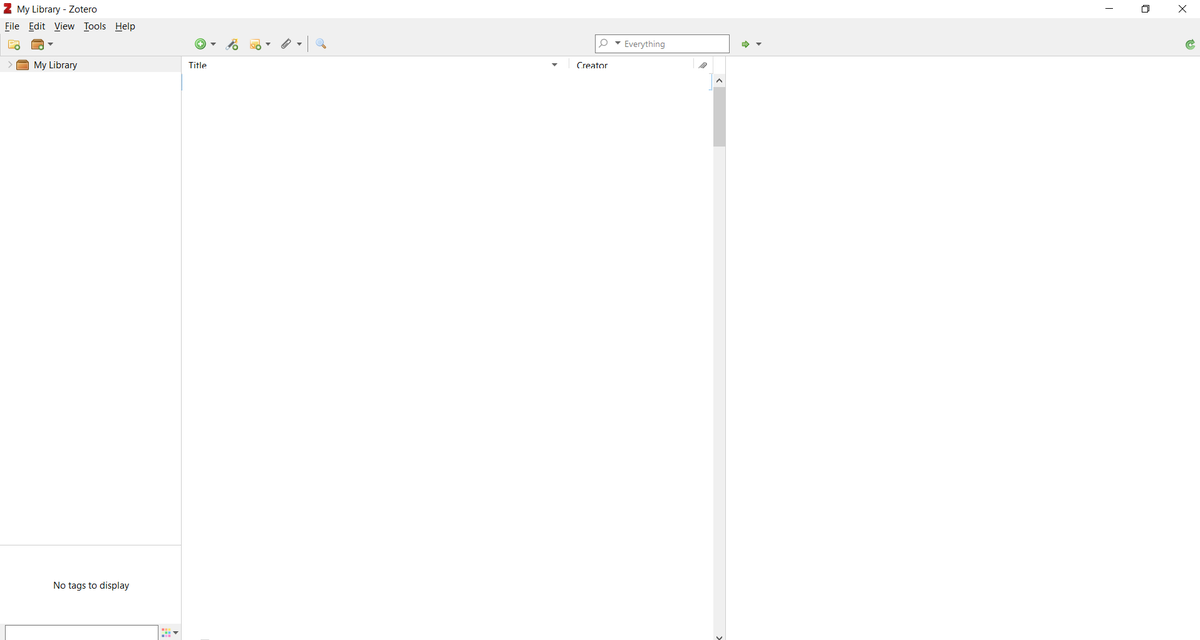 My Library - Zotero
File Edit View Tools Help
Everything
My Library
Title Creator
No tags to display